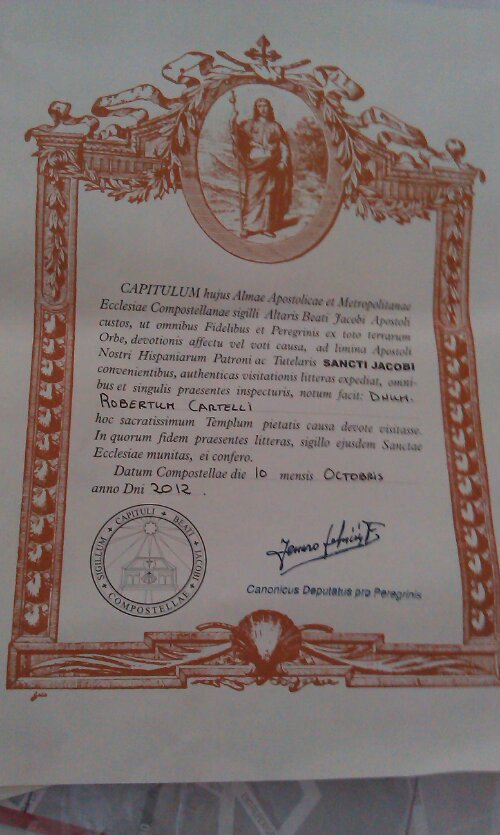 CAPITULUM hujus Almae Apostolicae et Metropolitanae
Ecclesiae Compostellanae sigilli Altaris Beati Jacobi Apostoli
custos, ut omnibus Fidelibus et Peregrinis ex toto terrarum
Orbe, devotionis affectu vel voti causa, ad limina Apostoli
Nostri Hispaniarum Patroni ac Tutelaris SANCTI JACOBI
convenientibus, authenticas visitationis litteras expediat, omni-
bus et singulis praesentes inspecturis, notum facit: DNUM.
ROBERTUM CARTELLI
hoc sacratissimum Templum pietatis causa devote visitasse.
In quorum fidem praesentes litteras, sigillo ejusdem Sanctae
Ecclesiae munitas, ei confero.
Datum Compostellae die 10 mensis OCTOBRIS
anno Dni 2012.
SIGILLUM CAPITULI BEATI JACOBI COMPOSTELLAE
Canonicus Deputatus pro Peregrinis